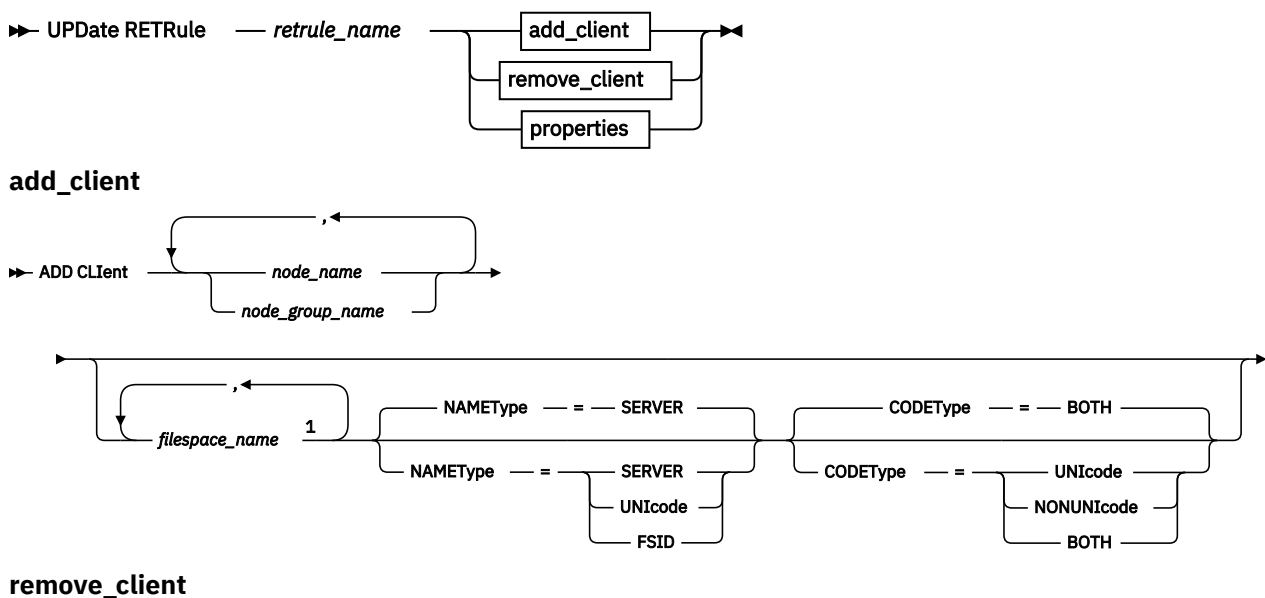 UPDate RETRule retrule_name add_client
remove_client
properties
add_client
,
ADD CLIent node_name
node_group_name
,
filespace_name 1
NAMEType = SERVER CODEType = BOTH
NAMEType = SERVER CODEType = UNIcode
UNIcode NONUNIcode
FSID BOTH
remove_client